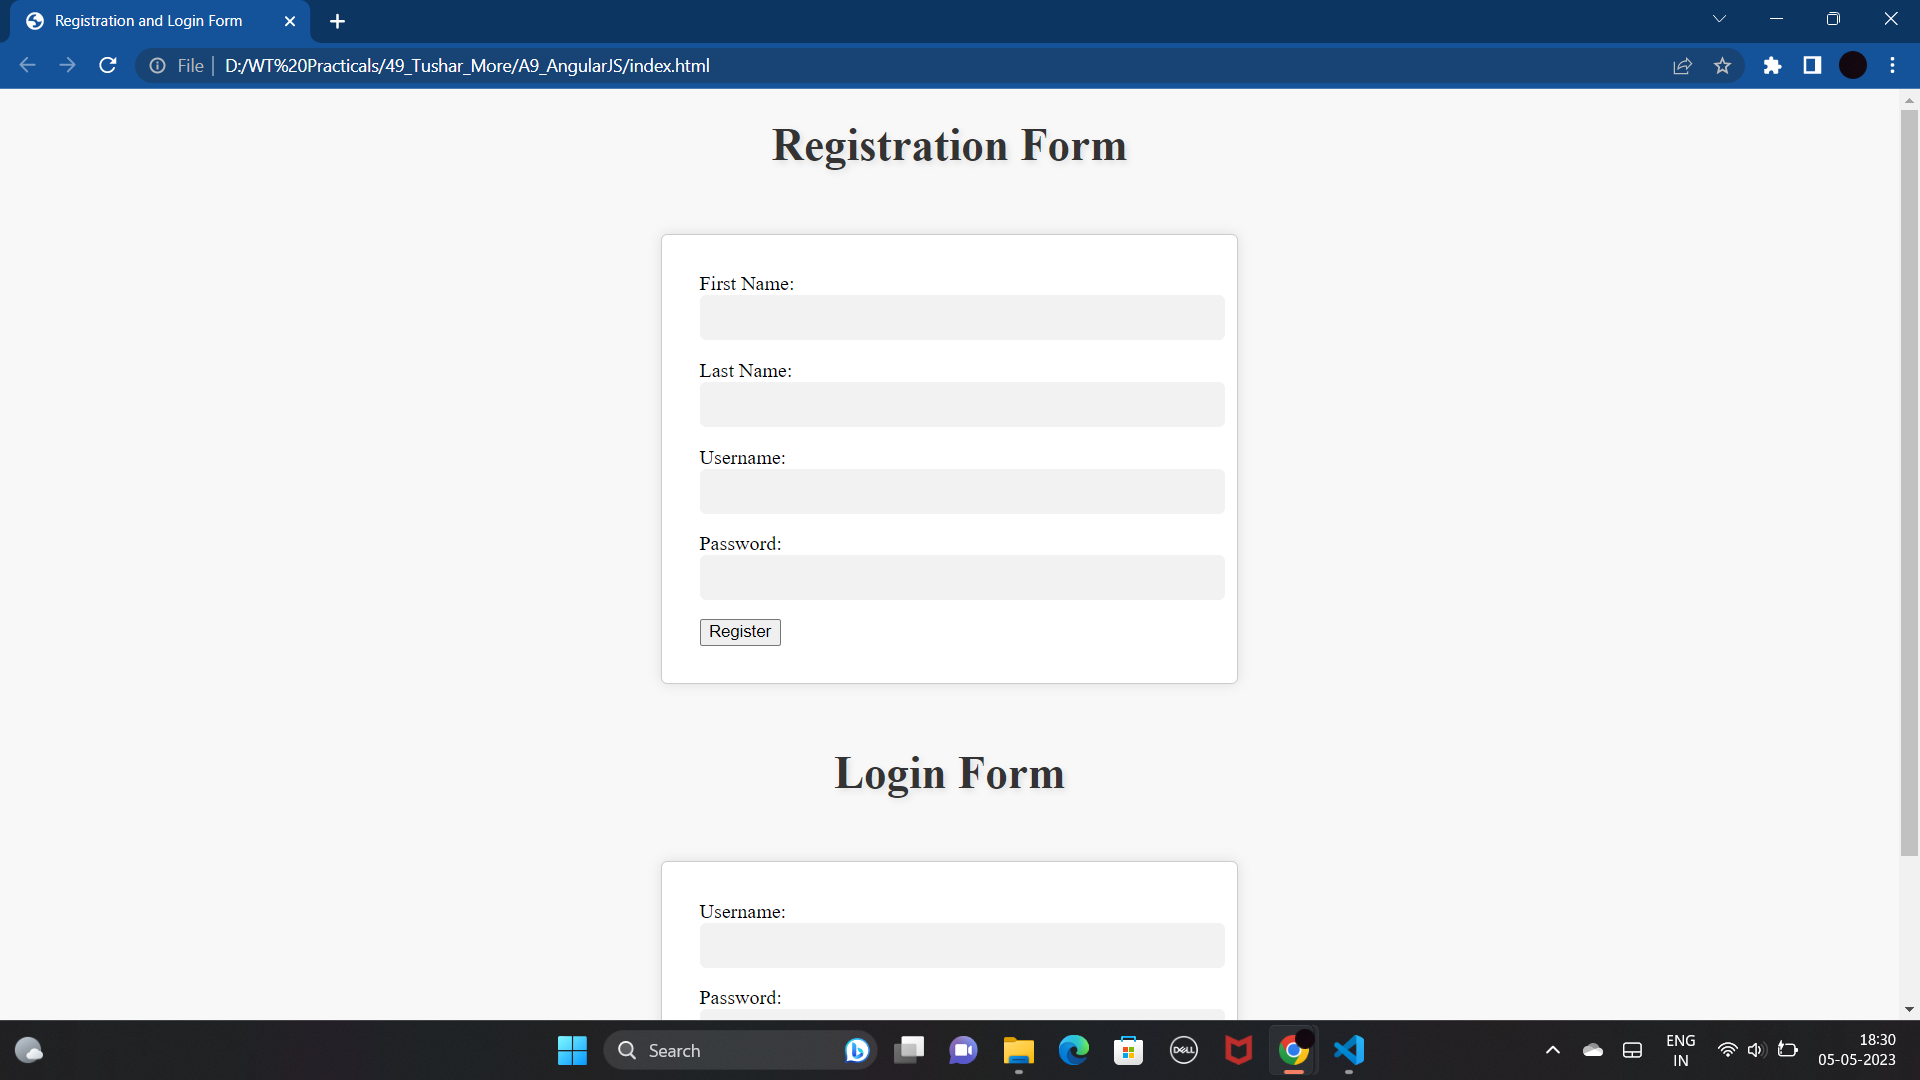 Registration and Login Form
File
D:/WT%20Practicals/49_Tushar_More/A9_AngularJS/index.html
Registration Form
First Name:
Last Name:
Username:
Password:
Register
Login Form
Username:
Password:
Search
DELL
ENG
IN
18:30
05-05-2023